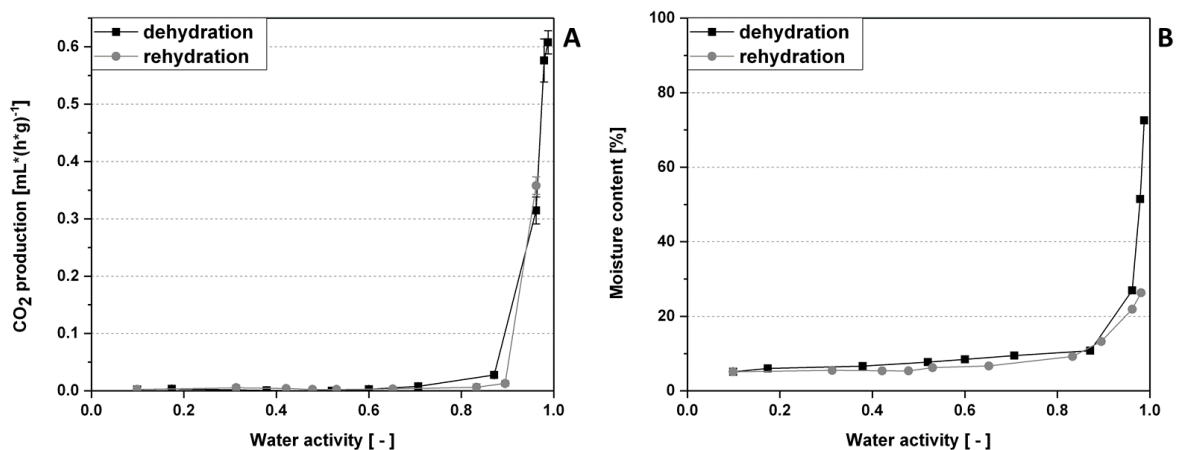 dehydration
rehydration
A
0.6
0.5
0.4
0.3
0.2
0.1
0.0
CO2 production [mL*(h*g)-1]
0.0 0.2 0.4 0.6 0.8 1.0
Water activity [ - ]
dehydration
rehydration
B
100
80
60
40
20
0
Moisture content [%]
0.0 0.2 0.4 0.6 0.8 1.0
Water activity [ - ]